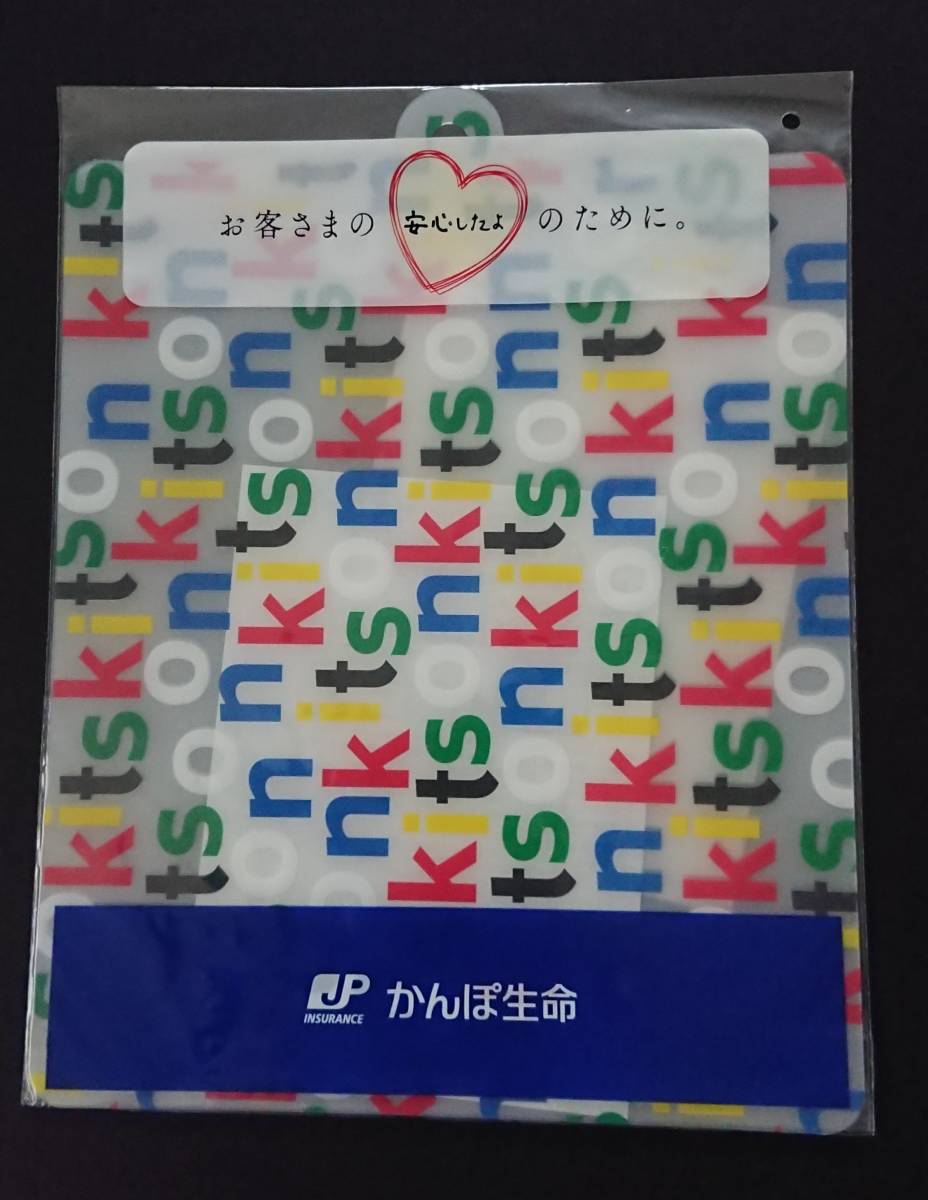 お客さまの 安心したよ のために。
kitson
JP
INSURANCE
かんぽ生命